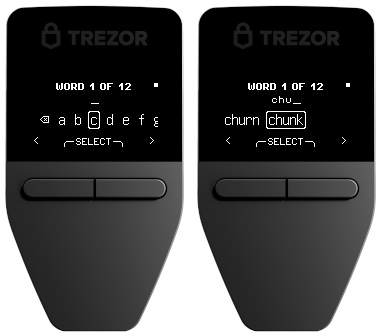 TREZOR
WORD 1 OF 12
_
a b c d e f g
< SELECT >
TREZOR
WORD 1 OF 12
chu_
churn chunk
< SELECT >